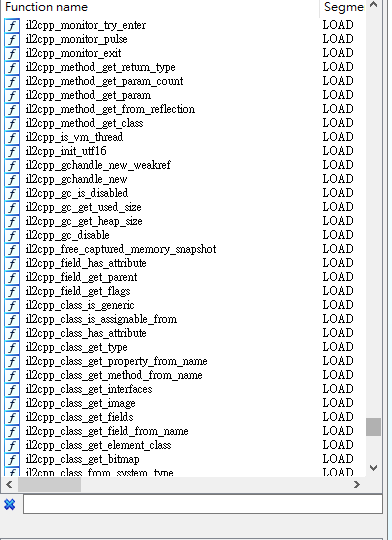 Function name Segme
il2cpp_monitor_try_enter LOAD
il2cpp_monitor_pulse LOAD
il2cpp_monitor_exit LOAD
il2cpp_method_get_return_type LOAD
il2cpp_method_get_param_count LOAD
il2cpp_method_get_param LOAD
il2cpp_method_get_from_reflection LOAD
il2cpp_method_get_class LOAD
il2cpp_is_vm_thread LOAD
il2cpp_init_utf16 LOAD
il2cpp_gchandle_new_weakref LOAD
il2cpp_gchandle_new LOAD
il2cpp_gc_is_disabled LOAD
il2cpp_gc_get_used_size LOAD
il2cpp_gc_get_heap_size LOAD
il2cpp_gc_disable LOAD
il2cpp_free_captured_memory_snapshot LOAD
il2cpp_field_has_attribute LOAD
il2cpp_field_get_parent LOAD
il2cpp_field_get_flags LOAD
il2cpp_class_is_generic LOAD
il2cpp_class_is_assignable_from LOAD
il2cpp_class_has_attribute LOAD
il2cpp_class_get_type LOAD
il2cpp_class_get_property_from_name LOAD
il2cpp_class_get_method_from_name LOAD
il2cpp_class_get_interfaces LOAD
il2cpp_class_get_image LOAD
il2cpp_class_get_fields LOAD
il2cpp_class_get_field_from_name LOAD
il2cpp_class_get_element_class LOAD
il2cpp_class_get_bitmap LOAD
il2cpp_class_from_system_type LOAD